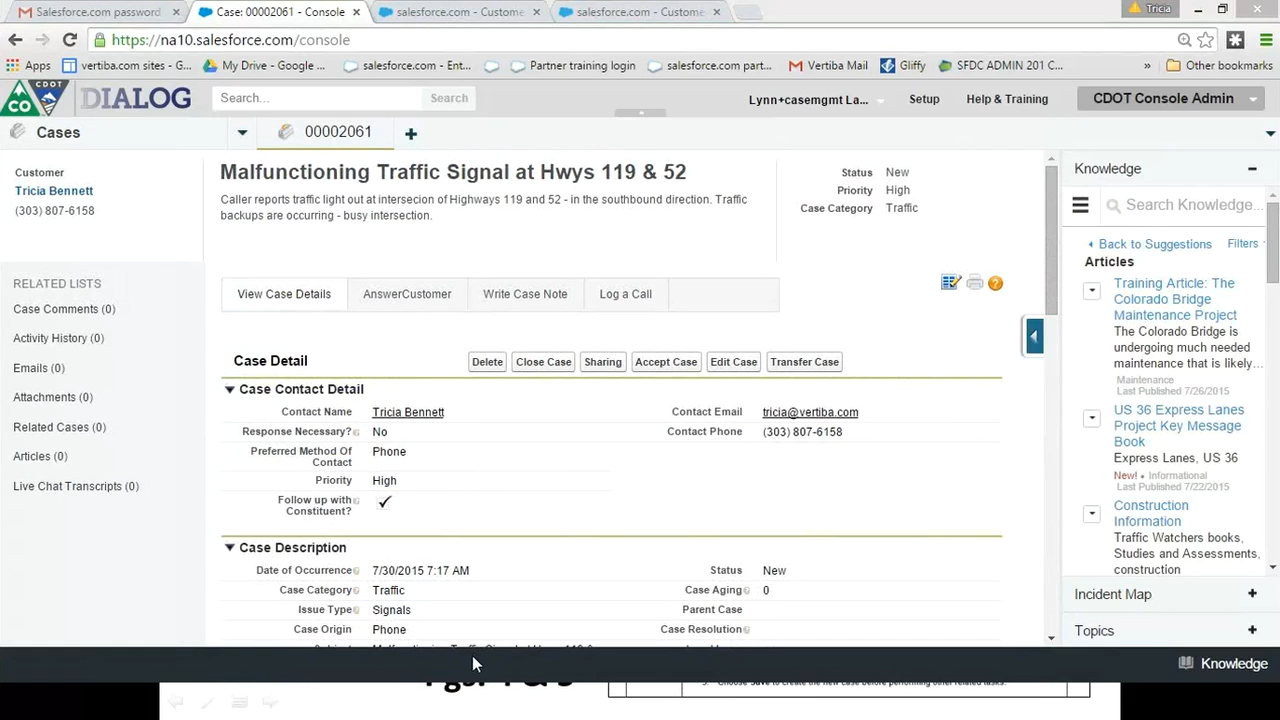 Salesforce.com password
Case: 00002061 - Console
salesforce.com - Custome
salesforce.com - Custome
Tricia
https://na10.salesforce.com/console
Apps
vertiba.com sites - G...
My Drive - Google ...
salesforce.com - Ent...
Partner training login
salesforce.com part...
Vertiba Mail
Gliffy
SFDC ADMIN 201 C...
»
Other bookmarks
CO
CDOT
DIALOG
Search...
Search
Lynn+casemgmt La...
Setup
Help & Training
CDOT Console Admin
Cases
00002061
Customer
Tricia Bennett
(303) 807-6158
Malfunctioning Traffic Signal at Hwys 119 & 52
Caller reports traffic light out at intersecion of Highways 119 and 52 - in the southbound direction. Traffic
backups are occurring - busy intersection.
Status New
Priority High
Case Category Traffic
RELATED LISTS
Case Comments (0)
Activity History (0)
Emails (0)
Attachments (0)
Related Cases (0)
Articles (0)
Live Chat Transcripts (0)
View Case Details
AnswerCustomer
Write Case Note
Log a Call
Case Detail
Delete
Close Case
Sharing
Accept Case
Edit Case
Transfer Case
Case Contact Detail
Contact Name Tricia Bennett
Contact Email tricia@vertiba.com
Response Necessary? No
Contact Phone (303) 807-6158
Preferred Method Of
Contact
Phone
Priority High
Follow up with
Constituent?
Case Description
Date of Occurrence 7/30/2015 7:17 AM
Status New
Case Category Traffic
Case Aging 0
Issue Type Signals
Parent Case
Case Origin Phone
Case Resolution
Knowledge
Search Knowledge...
Back to Suggestions
Filters
Articles
Training Article: The
Colorado Bridge
Maintenance Project
The Colorado Bridge is
undergoing much needed
maintenance that is likely...
Maintenance
Last Published 7/26/2015
US 36 Express Lanes
Project Key Message
Book
Express Lanes, US 36
New! • Informational
Last Published 7/22/2015
Construction
Information
Traffic Watchers books,
Studies and Assessments,
construction
Incident Map
Topics
Knowledge
Choose Save to create the new case before performing other related tasks.